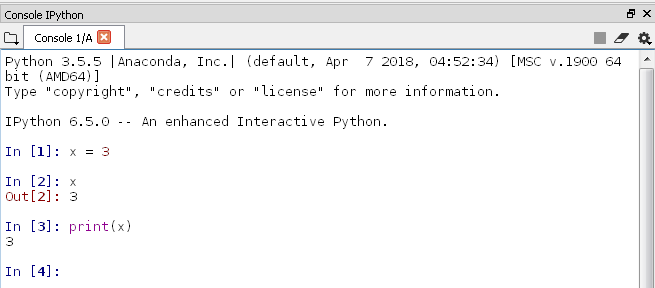 Console IPython
Console 1/A
Python 3.5.5 |Anaconda, Inc.| (default, Apr  7 2018, 04:52:34) [MSC v.1900 64
bit (AMD64)]
Type "copyright", "credits" or "license" for more information.
IPython 6.5.0 -- An enhanced Interactive Python.
In [1]: x = 3
In [2]: x
Out[2]: 3
In [3]: print(x)
3
In [4]: